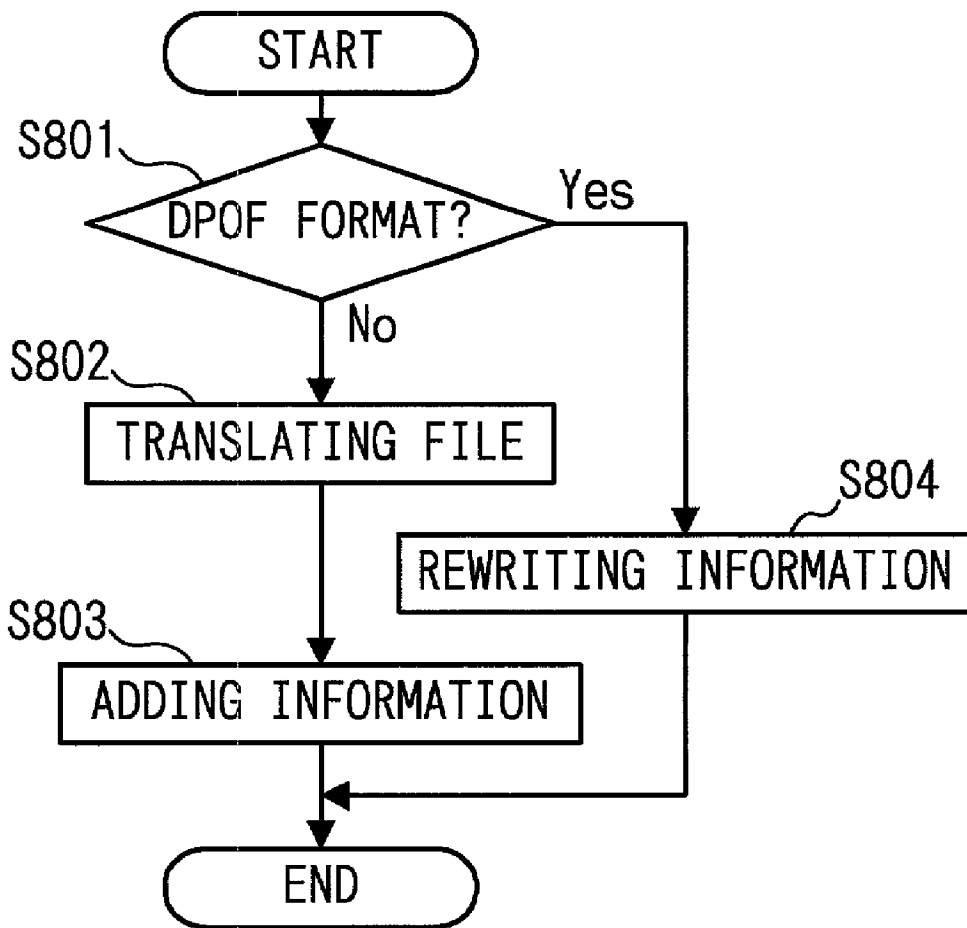 START
S801
DPOF FORMAT?
Yes
No
S802
TRANSLATING FILE
S804
REWRITING INFORMATION
S803
ADDING INFORMATION
END